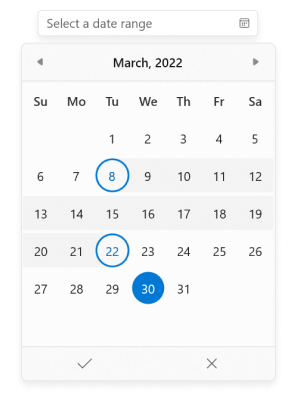 Select a date range
March, 2022
Su Mo Tu We Th Fr Sa
1 2 3 4 5
6 7 8 9 10 11 12
13 14 15 16 17 18 19
20 21 22 23 24 25 26
27 28 29 30 31